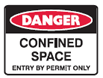 DANGER
CONFINED
SPACE
ENTRY BY PERMIT ONLY